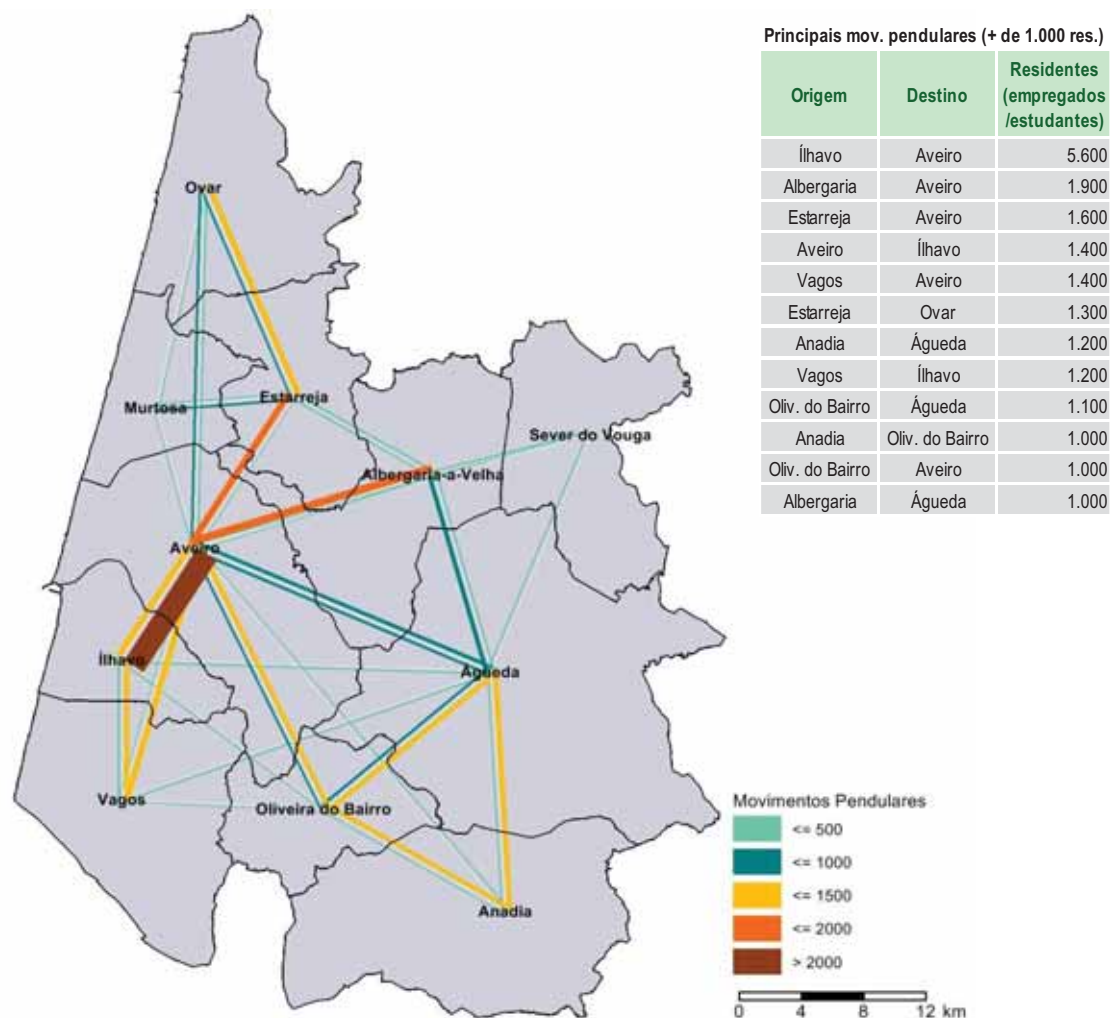 Principais mov. pendulares (+ de 1.000 res.)
Origem Destino Residentes (empregados /estudantes)
Ílhavo Aveiro 5.600
Albergaria Aveiro 1.900
Estarreja Aveiro 1.600
Aveiro Ílhavo 1.400
Vagos Aveiro 1.400
Estarreja Ovar 1.300
Anadia Águeda 1.200
Vagos Ílhavo 1.200
Oliv. do Bairro Águeda 1.100
Anadia Oliv. do Bairro 1.000
Oliv. do Bairro Aveiro 1.000
Albergaria Águeda 1.000
Ovar
Estarreja
Murtosa
Sever do Vouga
Albergaria-a-Velha
Aveiro
Ílhavo
Águeda
Vagos
Oliveira do Bairro
Anadia
Movimentos Pendulares
<= 500
<= 1000
<= 1500
<= 2000
> 2000
0 4 8 12 km